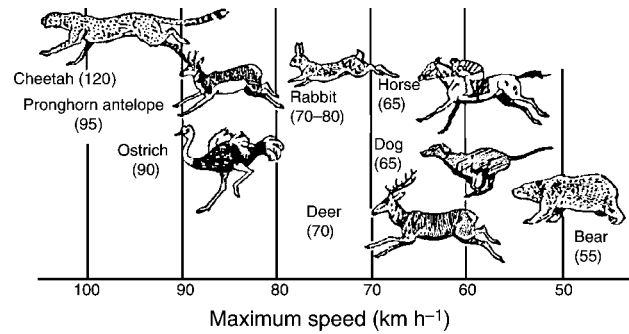 Cheetah (120)
Pronghorn antelope
(95)
Rabbit
(70–80)
Horse
(65)
Ostrich
(90)
Dog
(65)
Deer
(70)
Bear
(55)
100 90 80 70 60 50
Maximum speed (km h⁻¹)